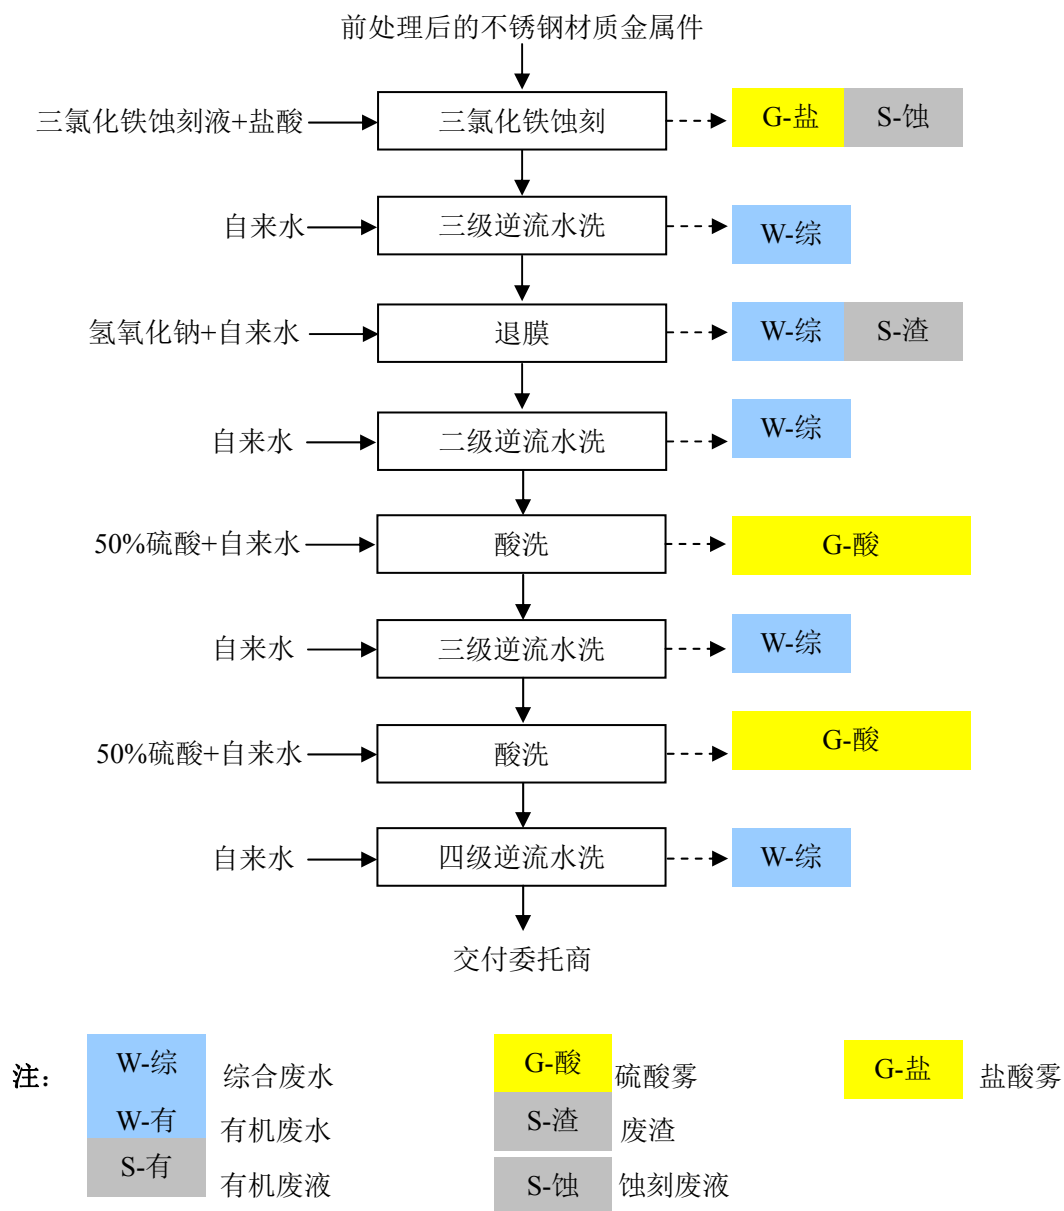 前处理后的不锈钢材质金属件
三氯化铁蚀刻液+盐酸 三氯化铁蚀刻 G-盐 S-蚀
自来水 三级逆流水洗 W-综
氢氧化钠+自来水 退膜 W-综 S-渣
自来水 二级逆流水洗 W-综
50%硫酸+自来水 酸洗 G-酸
自来水 三级逆流水洗 W-综
50%硫酸+自来水 酸洗 G-酸
自来水 四级逆流水洗 W-综
交付委托商
注： W-综 综合废水 G-酸 硫酸雾 G-盐 盐酸雾
W-有 有机废水 S-渣 废渣
S-有 有机废液 S-蚀 蚀刻废液